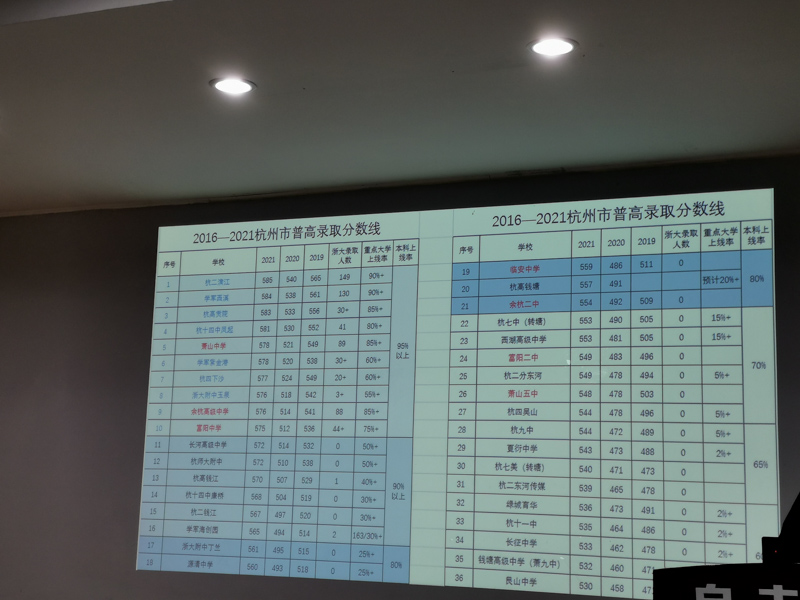 2016—2021杭州市普高录取分数线
序号 学校 2021 2020 2019 浙大录取人数 重点大学上线率 本科上线率
1 杭二滨江 585 540 565 149 90%+ 95%以上
2 学军西溪 584 538 561 130 90%+
3 杭高贡院 583 533 556 30+ 85%+
4 杭十四中凤起 581 530 552 41 80%+
5 萧山中学 578 521 549 89 85%+
6 学军紫金港 578 520 538 30+ 60%+
7 杭四下沙 577 524 549 20+ 60%+
8 浙大附中玉泉 576 518 542 3+ 55%+
9 余杭高级中学 576 514 541 88 85%+
10 富阳中学 575 512 536 44+ 75%+
11 长河高级中学 572 514 532 0 50%+ 90%以上
12 杭师大附中 572 510 538 0 50%+
13 杭高钱江 570 507 529 1 40%+
14 杭十四中康桥 568 504 519 0 30%+
15 杭二钱江 567 497 520 0 30%+
16 学军海创园 565 494 514 2 163/30%+
17 浙大附中丁兰 561 495 515 0 25%+ 80%
18 源清中学 560 493 518 0 25%+
2016—2021杭州市普高录取分数线
序号 学校 2021 2020 2019 浙大录取人数 重点大学上线率 本科上线率
19 临安中学 559 486 511 0 预计20%+ 80%
20 杭高钱塘 557 491
21 余杭二中 554 492 509 0
22 杭七中（转塘） 553 490 505 0 15%+ 70%
23 西湖高级中学 553 481 505 0 15%+
24 富阳二中 549 483 496 0
25 杭二分东河 549 478 494 0 5%+
26 萧山五中 548 478 503 0
27 杭四吴山 544 478 496 0 5%+
28 杭九中 544 472 489 0 5%+ 65%
29 夏衍中学 543 473 488 0 2%+
30 杭七美（转塘） 540 471 473 0
31 杭二东河传媒 539 465 478 0
32 绿城育华 536 473 491 0 2%+
33 杭十一中 535 464 486 0 2%+
34 长征中学 533 462 478 0 2%+
35 钱塘高级中学（萧九中） 532 460 0 5%+
36 艮山中学 530 458 0